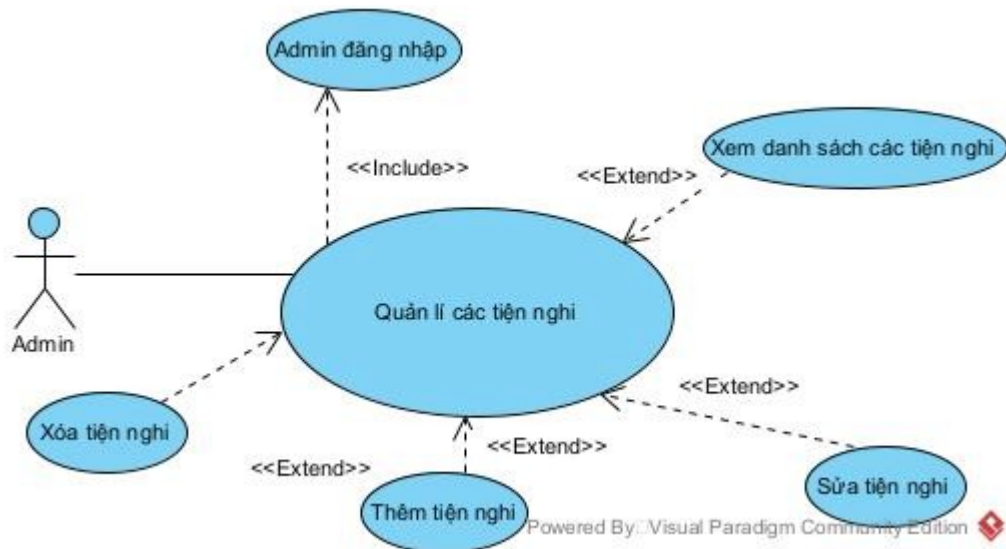 Admin đăng nhập
Xem danh sách các tiện nghi
<<Include>>
<<Extend>>
Quản lí các tiện nghi
Admin
<<Extend>>
Xóa tiện nghi
<<Extend>>
<<Extend>>
Sửa tiện nghi
Thêm tiện nghi
Powered By Visual Paradigm Community Edition